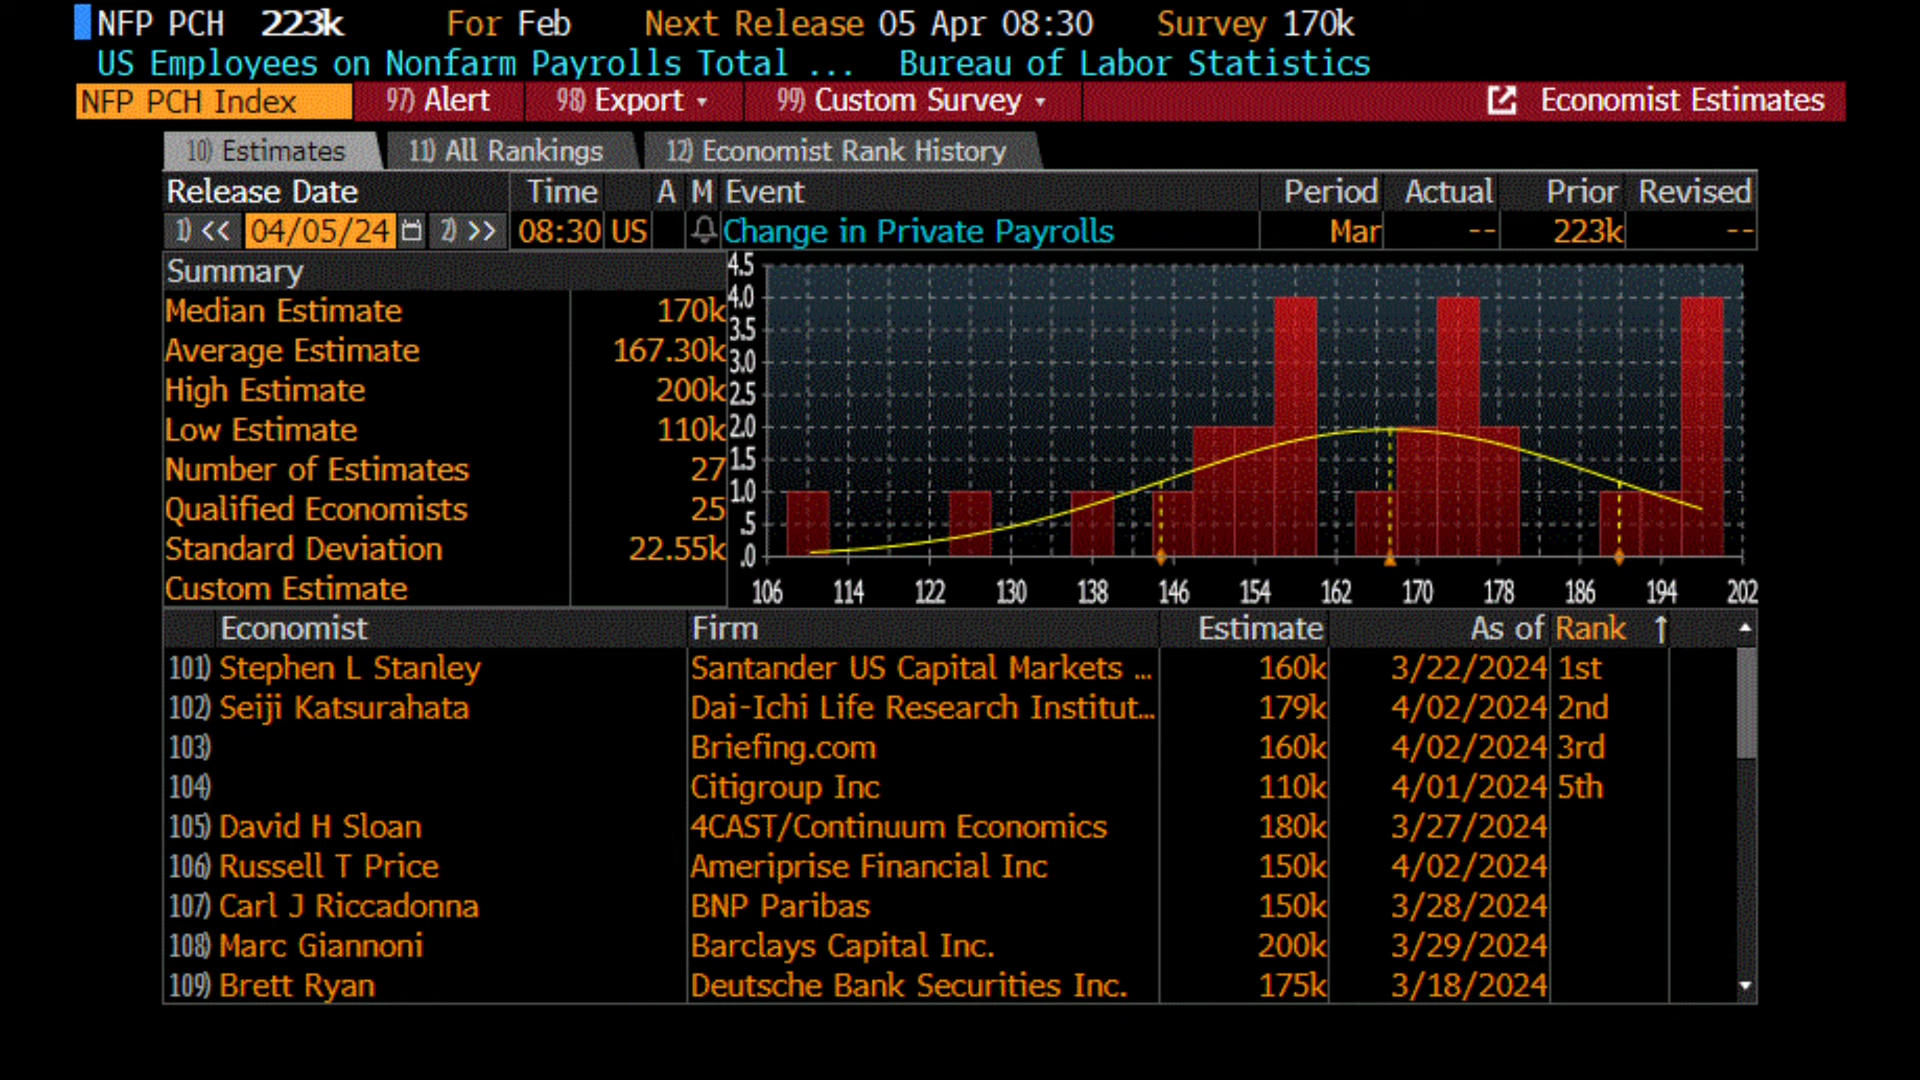 NFP PCH 223k For Feb Next Release 05 Apr 08:30 Survey 170k
US Employees on Nonfarm Payrolls Total ... Bureau of Labor Statistics
NFP PCH Index 97) Alert 98) Export 99) Custom Survey Economist Estimates
10) Estimates 11) All Rankings 12) Economist Rank History
Release Date Time A M Event Period Actual Prior Revised
1) << 04/05/24 2) >> 08:30 US Change in Private Payrolls Mar -- 223k --
Summary
Median Estimate 170k
Average Estimate 167.30k
High Estimate 200k
Low Estimate 110k
Number of Estimates 27
Qualified Economists 25
Standard Deviation 22.55k
Custom Estimate
4.5
4.0
3.5
3.0
2.5
2.0
1.5
1.0
.5
.0
106 114 122 130 138 146 154 162 170 178 186 194 202
Economist Firm Estimate As of Rank ↑
101) Stephen L Stanley Santander US Capital Markets ... 160k 3/22/2024 1st
102) Seiji Katsurahata Dai-Ichi Life Research Institut... 179k 4/02/2024 2nd
103) Briefing.com 160k 4/02/2024 3rd
104) Citigroup Inc 110k 4/01/2024 5th
105) David H Sloan 4CAST/Continuum Economics 180k 3/27/2024
106) Russell T Price Ameriprise Financial Inc 150k 4/02/2024
107) Carl J Riccadonna BNP Paribas 150k 3/28/2024
108) Marc Giannoni Barclays Capital Inc. 200k 3/29/2024
109) Brett Ryan Deutsche Bank Securities Inc. 175k 3/18/2024